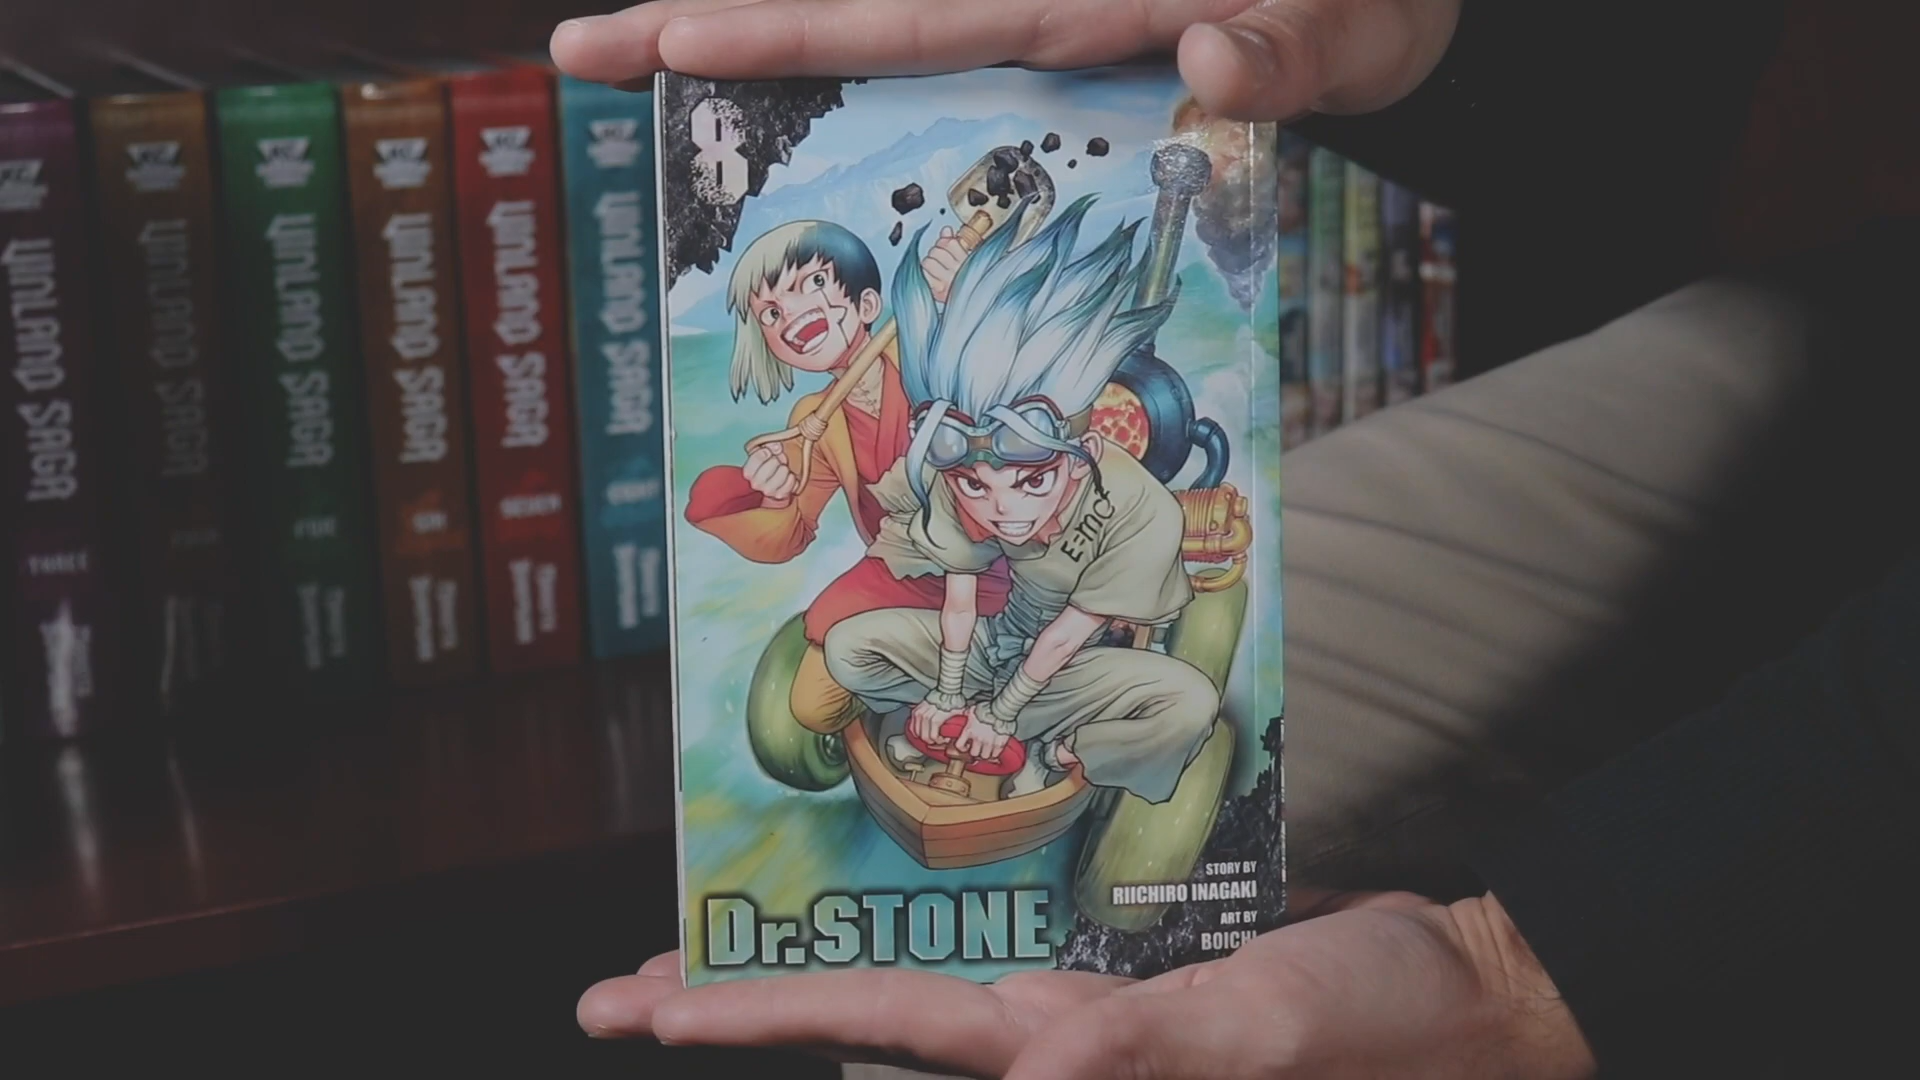 VINLAND SAGA
THREE
VINLAND SAGA
VINLAND SAGA
FIVE
VINLAND SAGA
SIX
VINLAND SAGA
SEVEN
VINLAND SAGA
EIGHT
8
E=mc²
Dr.STONE
STORY BY
RIICHIRO INAGAKI
ART BY
BOICHI